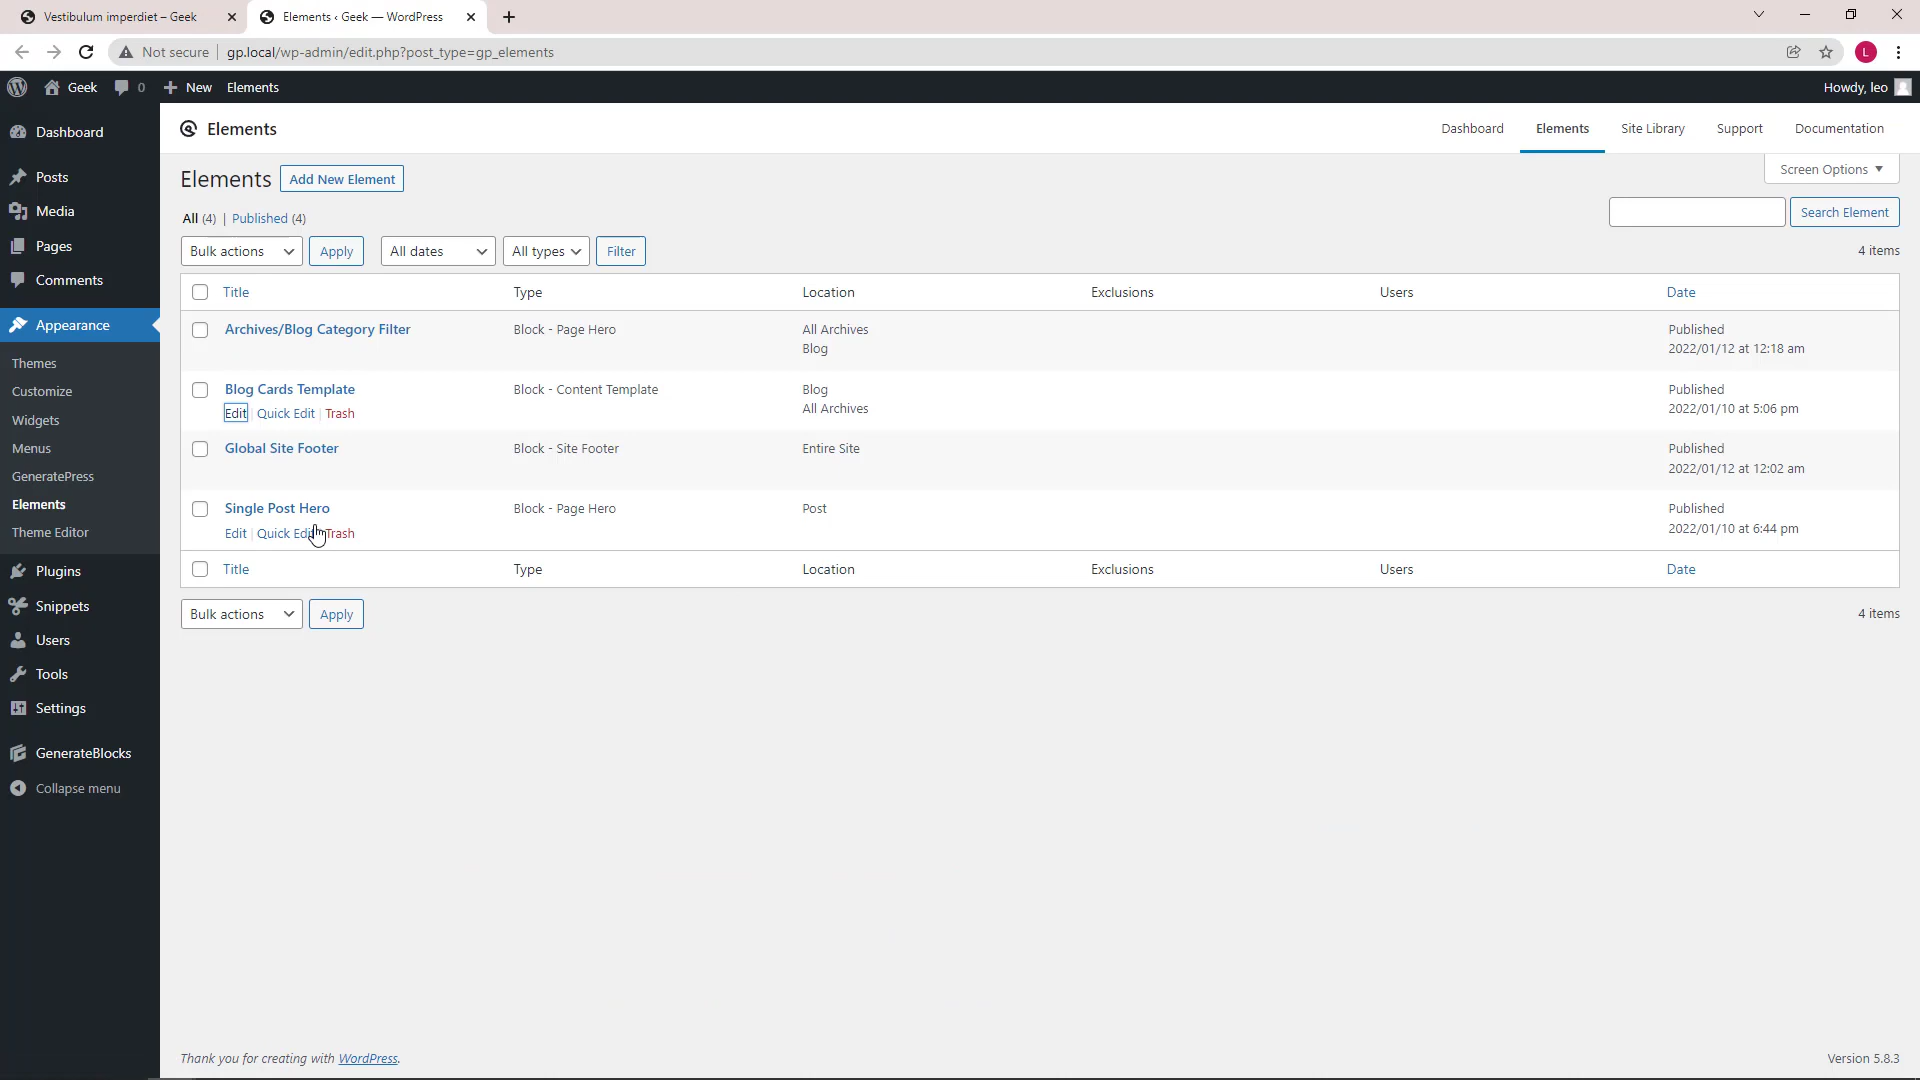 Vestibulum imperdiet – Geek
Elements ‹ Geek — WordPress
Not secure
gp.local/wp-admin/edit.php?post_type=gp_elements
L
Geek
0
New
Elements
Howdy, leo
Dashboard
Posts
Media
Pages
Comments
Appearance
Themes
Customize
Widgets
Menus
GeneratePress
Elements
Theme Editor
Plugins
Snippets
Users
Tools
Settings
GenerateBlocks
Collapse menu
Elements
Dashboard
Elements
Site Library
Support
Documentation
Elements
Add New Element
Screen Options
All (4) | Published (4)
Search Element
Bulk actions
Apply
All dates
All types
Filter
4 items
Title Type Location Exclusions Users Date
Archives/Blog Category Filter Block - Page Hero All Archives Published
Blog 2022/01/12 at 12:18 am
Blog Cards Template Block - Content Template Blog Published
All Archives 2022/01/10 at 5:06 pm
Edit | Quick Edit | Trash
Global Site Footer Block - Site Footer Entire Site Published
2022/01/12 at 12:02 am
Single Post Hero Block - Page Hero Post Published
2022/01/10 at 6:44 pm
Edit | Quick Edit Trash
Title Type Location Exclusions Users Date
Bulk actions
Apply
4 items
Thank you for creating with WordPress.
Version 5.8.3